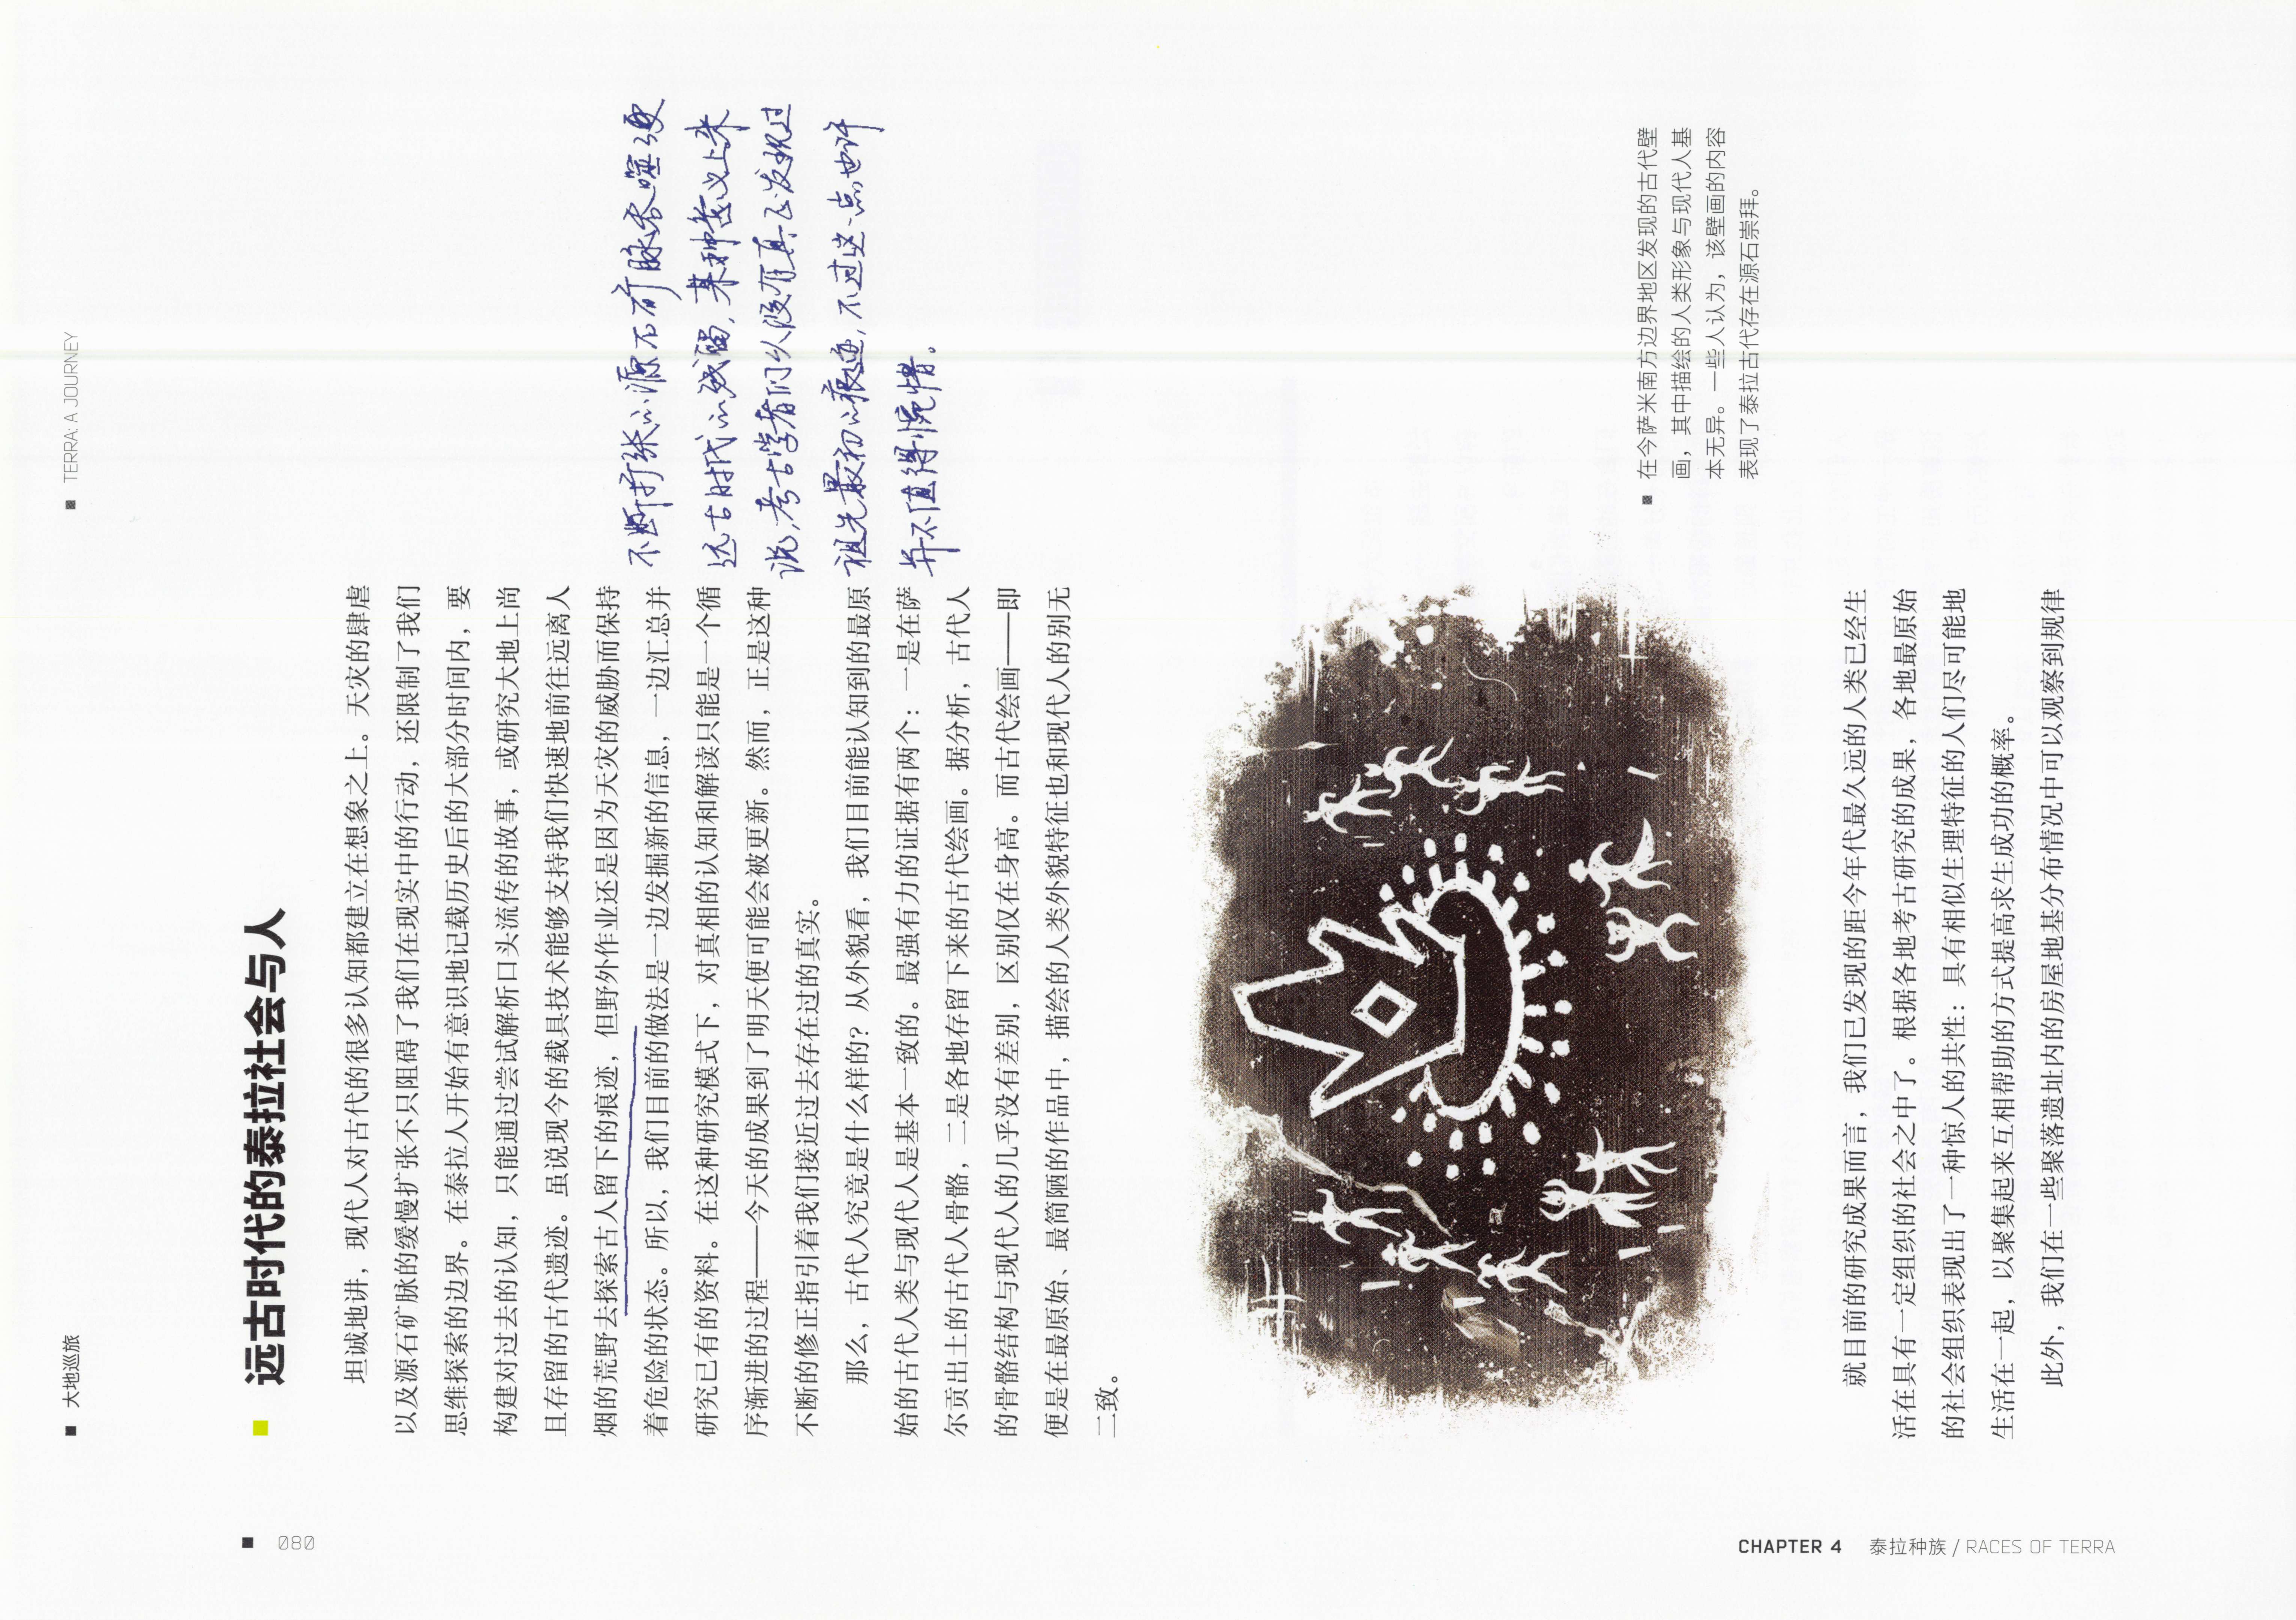 ■ 大地巡旅
■ TERRA: A JOURNEY
远古时代的泰拉社会与人
坦诚地讲，现代人对古代的很多认知都建立在想象之上。天灾的肆虐
以及源石矿脉的缓慢扩张不只阻碍了我们在现实中的行动，还限制了我们
思维探索的边界。在泰拉人开始有意识地记载历史后的大部分时间内，要
构建对过去的认知，只能通过尝试解析口头流传的故事，或研究大地上尚
且存留的古代遗迹。虽说现今的载具技术能够支持我们快速地前往远离人
烟的荒野去探索古人留下的痕迹，但野外作业还是因为天灾的威胁而保持
着危险的状态。所以，我们目前的做法是一边发掘新的信息，一边汇总并
研究已有的资料。在这种研究模式下，对真相的认知和解读只能是一个循
序渐进的过程——今天的成果到了明天便可能会被更新。然而，正是这种
不断的修正指引着我们接近过去存在过的真实。
那么，古代人究竟是什么样的？从外貌看，我们目前能认知到的最原
始的古代人类与现代人是基本一致的。最强有力的证据有两个：一是在萨
尔贡出土的古代人骨骼，二是各地存留下来的古代绘画。据分析，古代人
的骨骼结构与现代人的几乎没有差别，区别仅在身高。而古代绘画——即
便是在最原始、最简陋的作品中，描绘的人类外貌特征也和现代人的别无
二致。
不断扩张的源石矿脉吞噬了
远古时代的残留，某种意义上来
说，考古学者们从没有真正发现过
祖先最初的痕迹，不过这一点也许
并不值得惋惜。
在今萨米南方边界地区发现的古代壁
画，其中描绘的人类形象与现代人基
本无异。一些人认为，该壁画的内容
表现了泰拉古代存在源石崇拜。
就目前的研究成果而言，我们已发现的距今年代最久远的人类已经生
活在具有一定组织的社会之中了。根据各地考古研究的成果，各地最原始
的社会组织表现出了一种惊人的共性：具有相似生理特征的人们尽可能地
生活在一起，以聚集起来互相帮助的方式提高求生成功的概率。
此外，我们在一些聚落遗址内的房屋地基分布情况中可以观察到规律
■ 080
CHAPTER 4 泰拉种族 / RACES OF TERRA